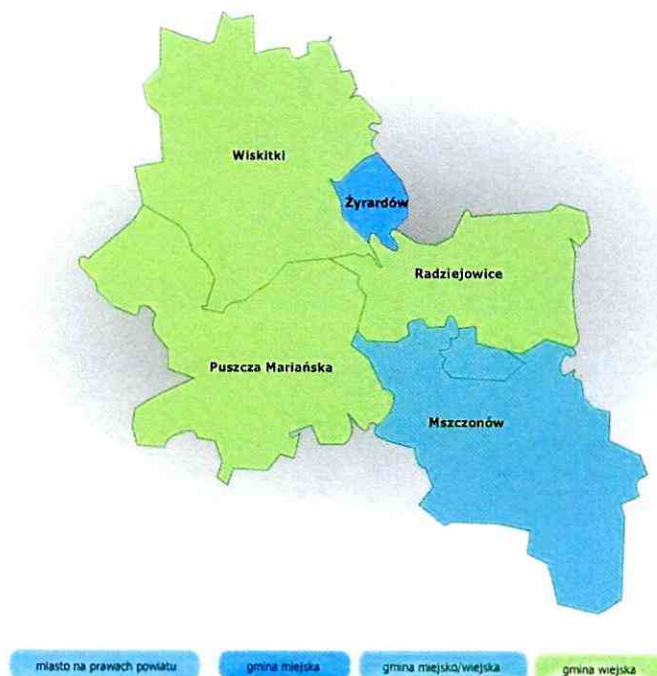 Wiskitki
Żyrardów
Radziejowice
Puszcza Mariańska
Mszczonów
miasto na prawach powiatu
gmina miejska
gmina miejsko/wiejska
gmina wiejska